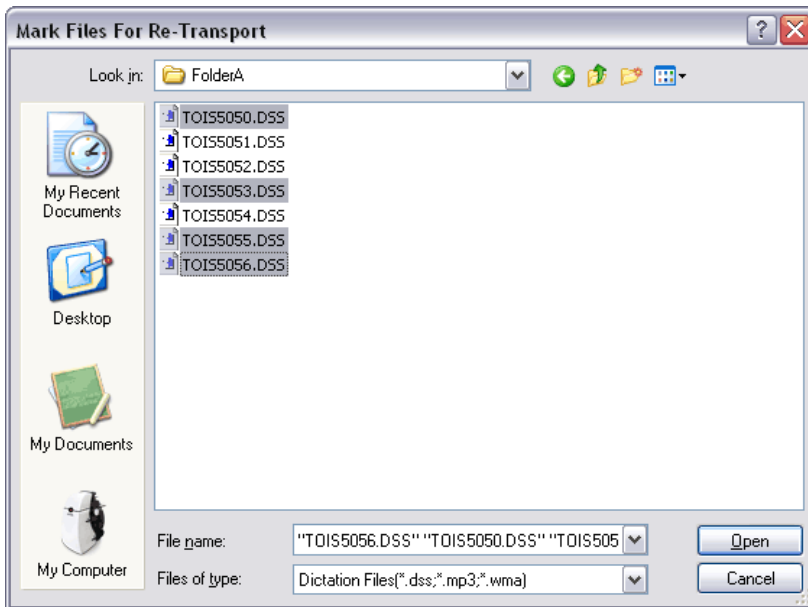 Mark Files For Re-Transport
Look in: FolderA
TOIS5050.DSS
TOIS5051.DSS
TOIS5052.DSS
TOIS5053.DSS
TOIS5054.DSS
TOIS5055.DSS
TOIS5056.DSS
My Recent
Documents
Desktop
My Documents
My Computer
File name: "TOIS5056.DSS" "TOIS5050.DSS" "TOIS505
Open
Files of type: Dictation Files(*.dss;*.mp3;*.wma)
Cancel